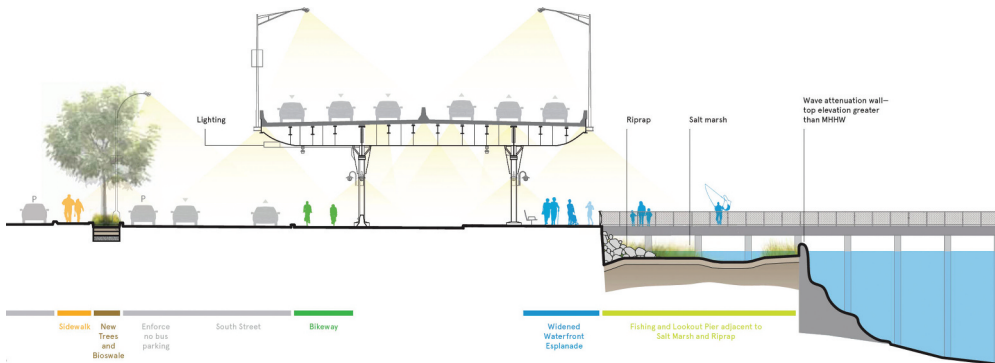 Lighting
Riprap
Salt marsh
Wave attenuation wall—
top elevation greater
than MHHW
P
P
Sidewalk
New
Trees
and
Bioswale
Enforce
no bus
parking
South Street
Bikeway
Widened
Waterfront
Esplanade
Fishing and Lookout Pier adjacent to
Salt Marsh and Riprap